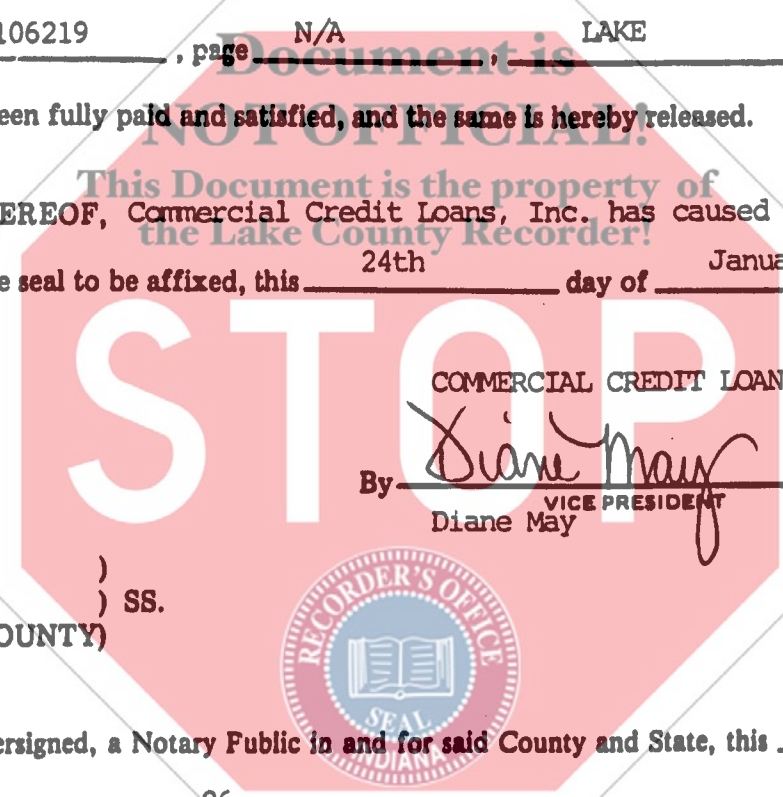 106219 , page N/A , LAKE
Document is
een fully paid and satisfied, and the same is hereby released.
NOT OFFICIAL!
This Document is the property of
EREOF, Commercial Credit Loans, Inc. has caused
the Lake County Recorder!
e seal to be affixed, this 24th day of Janua
STOP
COMMERCIAL CREDIT LOAN
By Diane May
VICE PRESIDENT
Diane May
)
) SS.
OUNTY)
RECORDER'S OFFICE
SEAL
INDIANA
ersigned, a Notary Public in and for said County and State, this